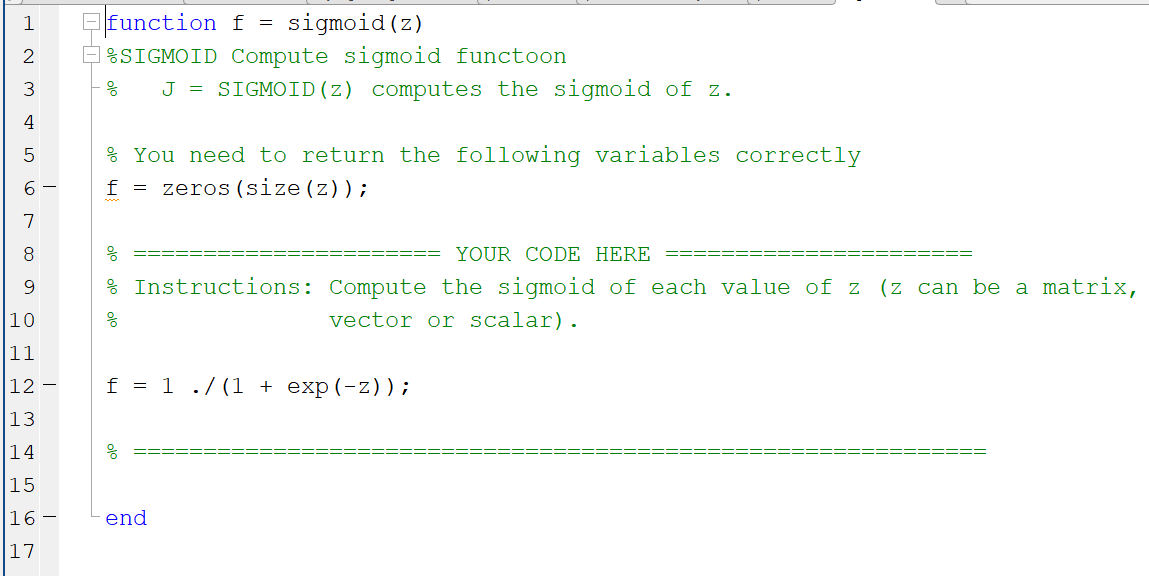 1 function f = sigmoid(z)
2 %SIGMOID Compute sigmoid functoon
3 %   J = SIGMOID(z) computes the sigmoid of z.
4
5 % You need to return the following variables correctly
6 – f = zeros(size(z));
7
8 % ====================== YOUR CODE HERE ======================
9 % Instructions: Compute the sigmoid of each value of z (z can be a matrix,
10 %               vector or scalar).
11
12 – f = 1 ./(1 + exp(-z));
13
14 % =============================================================
15
16 – end
17